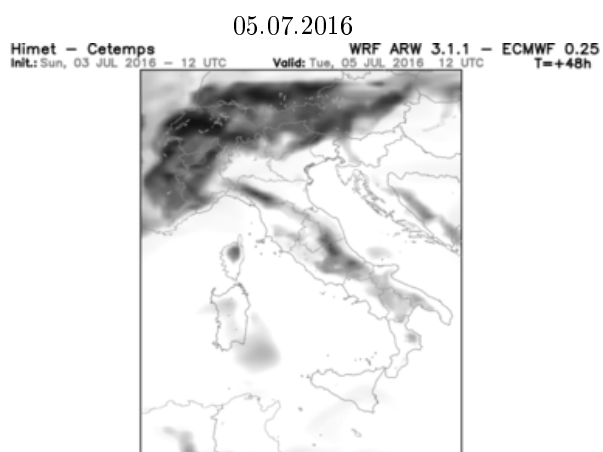 05.07.2016
Himet – Cetemps WRF ARW 3.1.1 – ECMWF 0.25
Init.: Sun, 03 JUL 2016 – 12 UTC Valid: Tue, 05 JUL 2016 12 UTC T=+48h